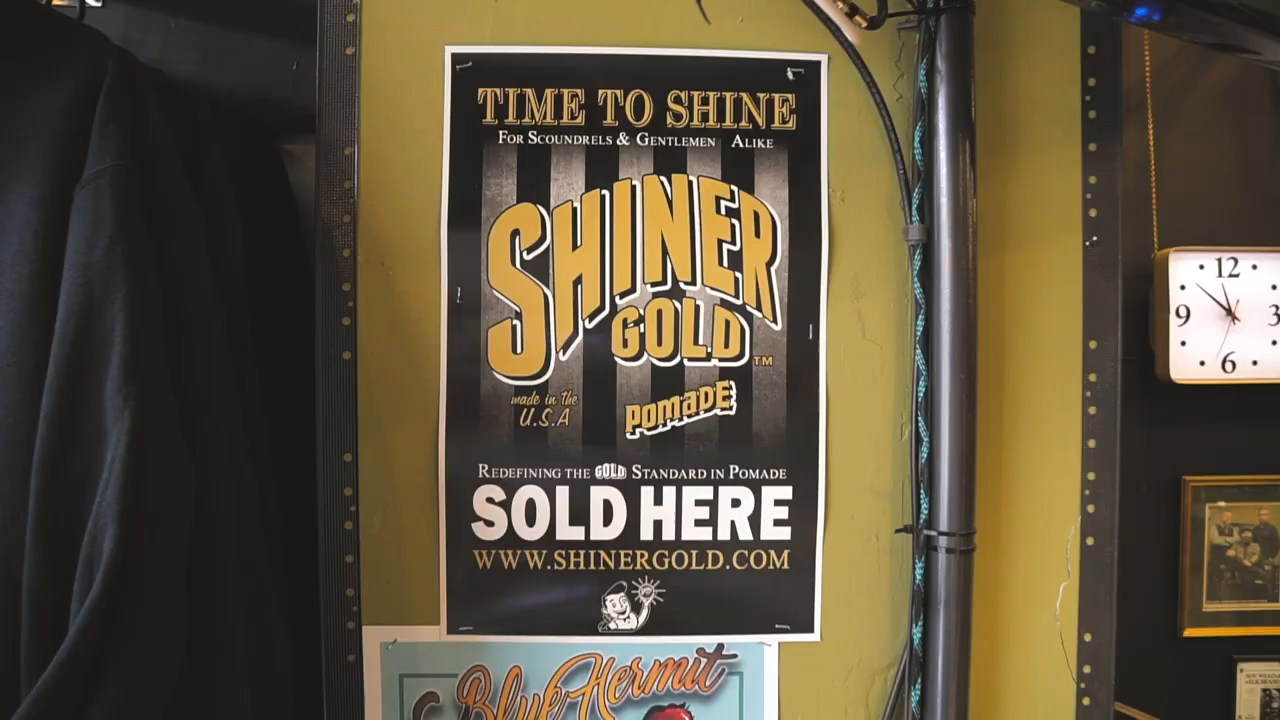 TIME TO SHINE
FOR SCOUNDRELS & GENTLEMEN ALIKE
SHINER
GOLD
TM
made in the
U.S.A
POMADE
REDEFINING THE GOLD STANDARD IN POMADE
SOLD HERE
WWW.SHINERGOLD.COM
Blue Hermit
12
9
3
6